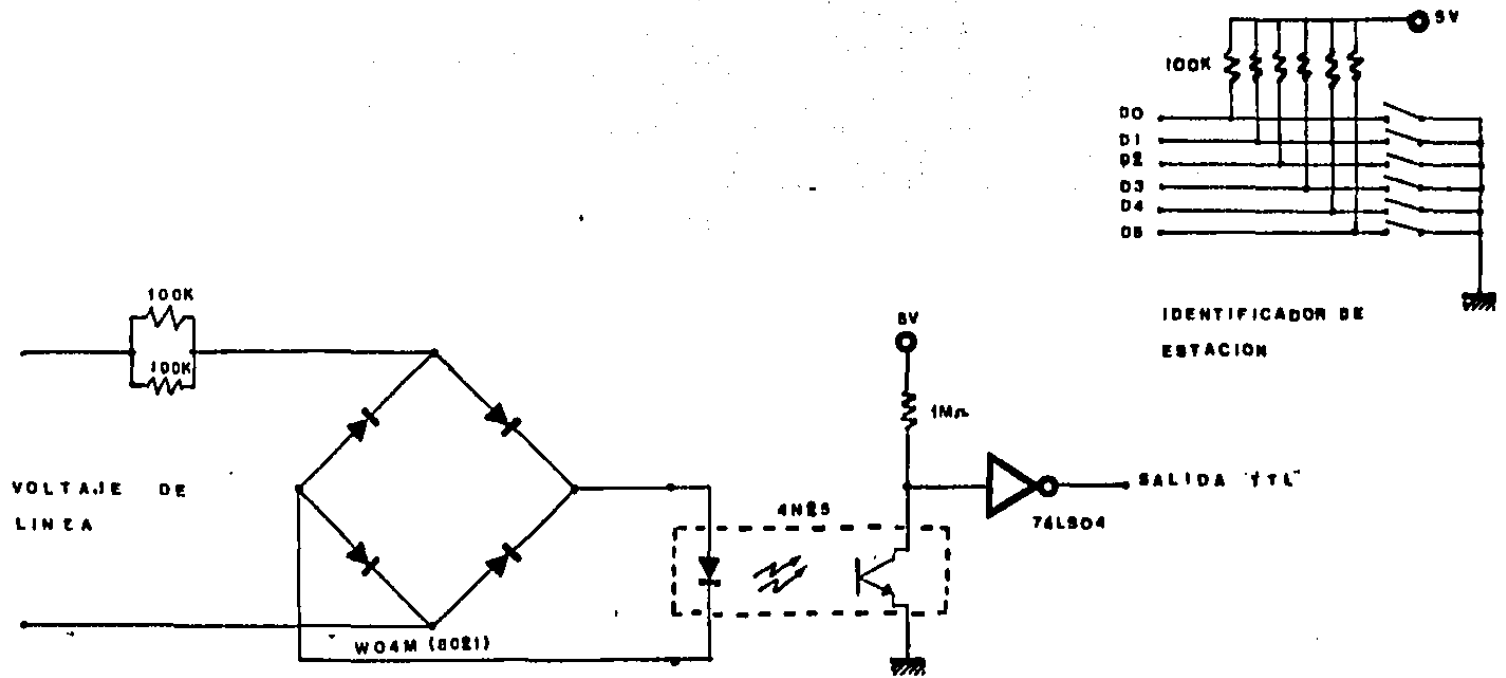 5V
100K
D0
D1
D2
D3
D4
D5
IDENTIFICADOR DE
ESTACION
100K
100K
5V
1MΩ
VOLTAJE DE
LINEA
4N25
SALIDA "TTL"
74LS04
W04M (8021)